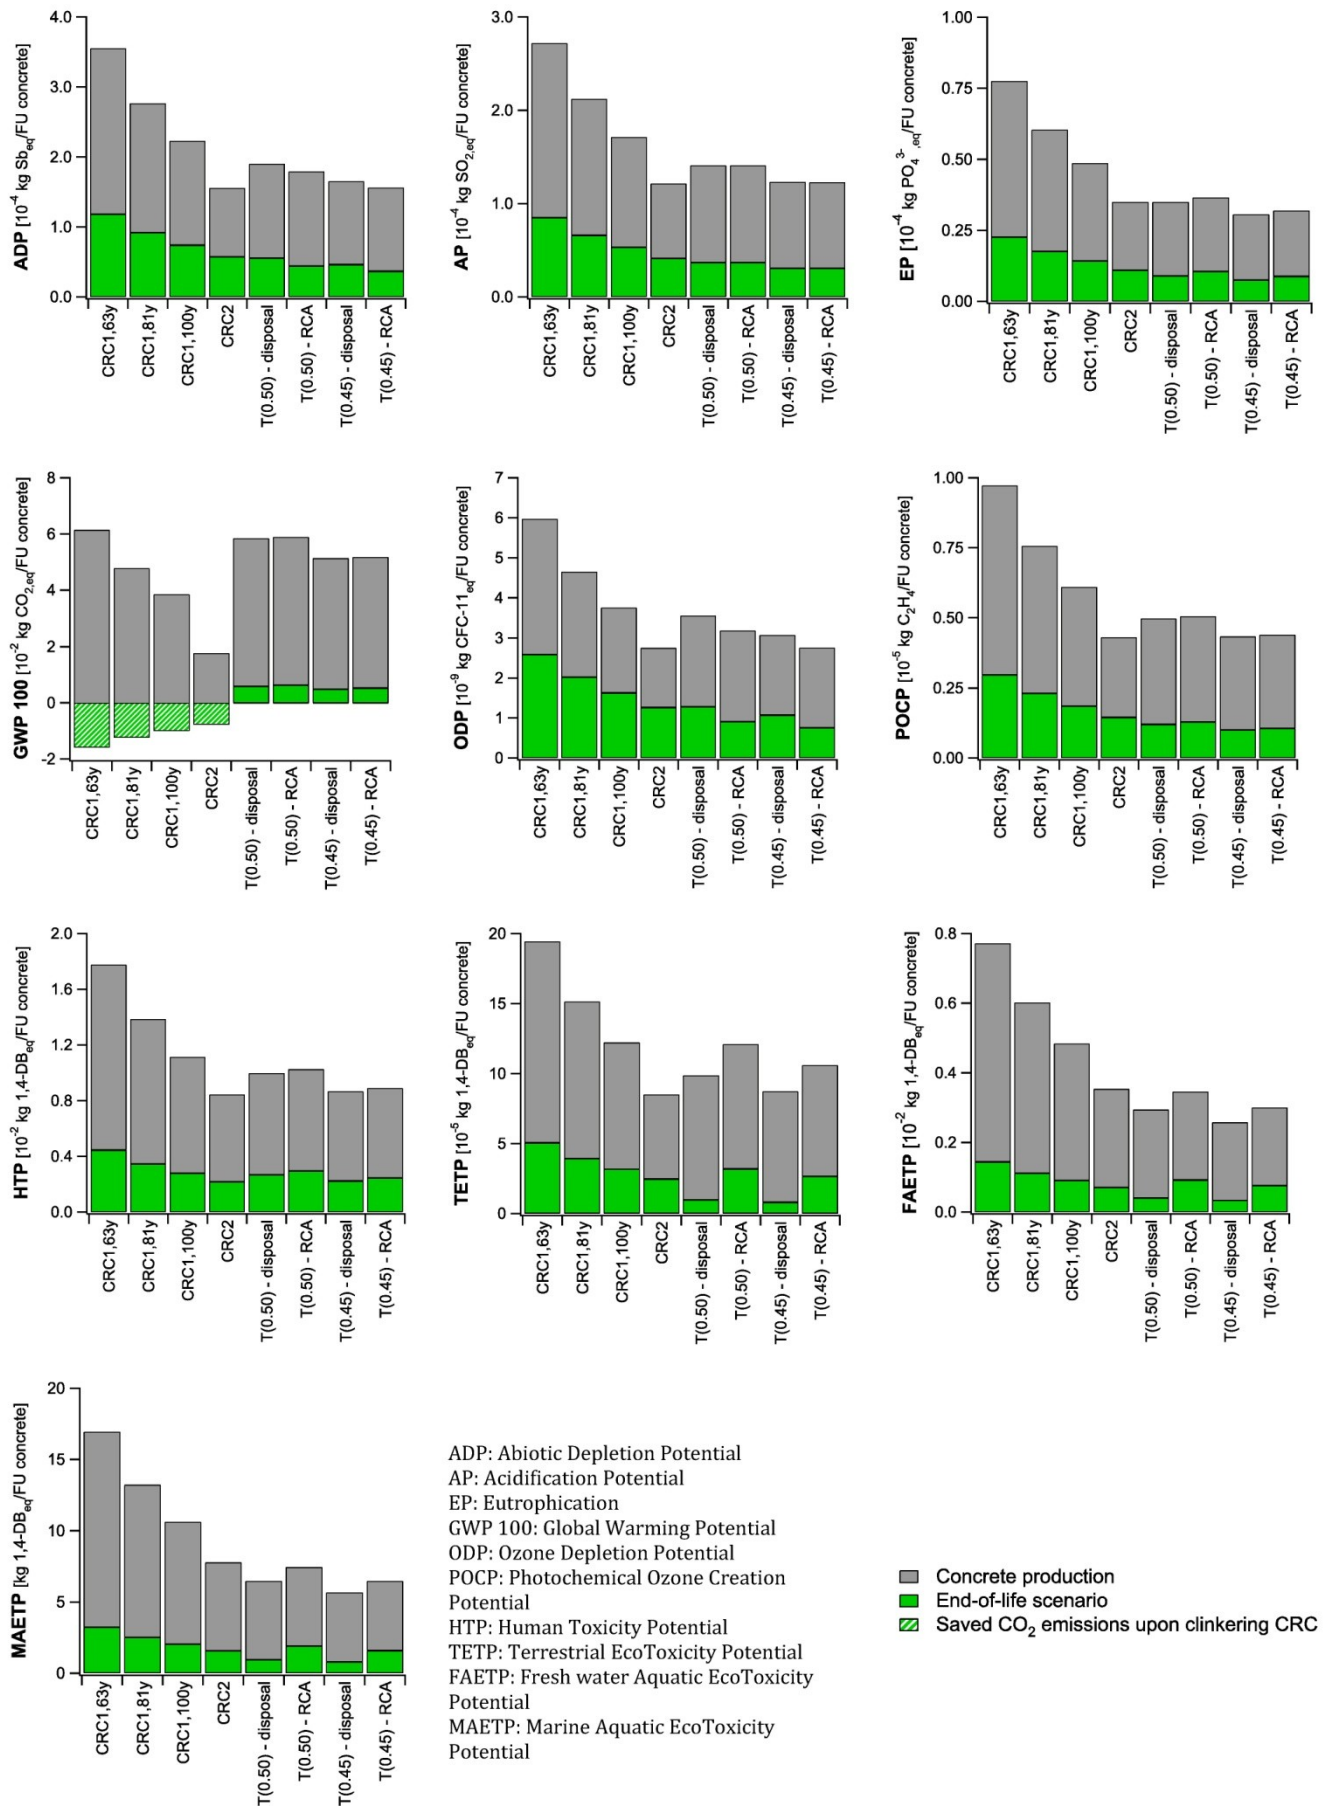 ADP [10⁻⁴ kg Sbeq/FU concrete]
4.0
3.0
2.0
1.0
0.0
CRC1,63y
CRC1,81y
CRC1,100y
CRC2
T(0.50) - disposal
T(0.50) - RCA
T(0.45) - disposal
T(0.45) - RCA
AP [10⁻⁴ kg SO2,eq/FU concrete]
3.0
2.0
1.0
0.0
CRC1,63y
CRC1,81y
CRC1,100y
CRC2
T(0.50) - disposal
T(0.50) - RCA
T(0.45) - disposal
T(0.45) - RCA
EP [10⁻⁴ kg PO₄³⁻,eq/FU concrete]
1.00
0.75
0.50
0.25
0.00
CRC1,63y
CRC1,81y
CRC1,100y
CRC2
T(0.50) - disposal
T(0.50) - RCA
T(0.45) - disposal
T(0.45) - RCA
GWP 100 [10⁻² kg CO2,eq/FU concrete]
8
6
4
2
0
-2
CRC1,63y
CRC1,81y
CRC1,100y
CRC2
T(0.50) - disposal
T(0.50) - RCA
T(0.45) - disposal
T(0.45) - RCA
ODP [10⁻⁹ kg CFC-11eq/FU concrete]
7
6
5
4
3
2
1
0
CRC1,63y
CRC1,81y
CRC1,100y
CRC2
T(0.50) - disposal
T(0.50) - RCA
T(0.45) - disposal
T(0.45) - RCA
POCP [10⁻⁵ kg C₂H₄/FU concrete]
1.00
0.75
0.50
0.25
0.00
CRC1,63y
CRC1,81y
CRC1,100y
CRC2
T(0.50) - disposal
T(0.50) - RCA
T(0.45) - disposal
T(0.45) - RCA
HTP [10⁻² kg 1,4-DBeq/FU concrete]
2.0
1.6
1.2
0.8
0.4
0.0
CRC1,63y
CRC1,81y
CRC1,100y
CRC2
T(0.50) - disposal
T(0.50) - RCA
T(0.45) - disposal
T(0.45) - RCA
TETP [10⁻⁵ kg 1,4-DBeq/FU concrete]
20
15
10
5
0
CRC1,63y
CRC1,81y
CRC1,100y
CRC2
T(0.50) - disposal
T(0.50) - RCA
T(0.45) - disposal
T(0.45) - RCA
FAETP [10⁻² kg 1,4-DBeq/FU concrete]
0.8
0.6
0.4
0.2
0.0
CRC1,63y
CRC1,81y
CRC1,100y
CRC2
T(0.50) - disposal
T(0.50) - RCA
T(0.45) - disposal
T(0.45) - RCA
MAETP [kg 1,4-DBeq/FU concrete]
20
15
10
5
0
CRC1,63y
CRC1,81y
CRC1,100y
CRC2
T(0.50) - disposal
T(0.50) - RCA
T(0.45) - disposal
T(0.45) - RCA
ADP: Abiotic Depletion Potential
AP: Acidification Potential
EP: Eutrophication
GWP 100: Global Warming Potential
ODP: Ozone Depletion Potential
POCP: Photochemical Ozone Creation
Potential
HTP: Human Toxicity Potential
TETP: Terrestrial EcoToxicity Potential
FAETP: Fresh water Aquatic EcoToxicity
Potential
MAETP: Marine Aquatic EcoToxicity
Potential
Concrete production
End-of-life scenario
Saved CO₂ emissions upon clinkering CRC